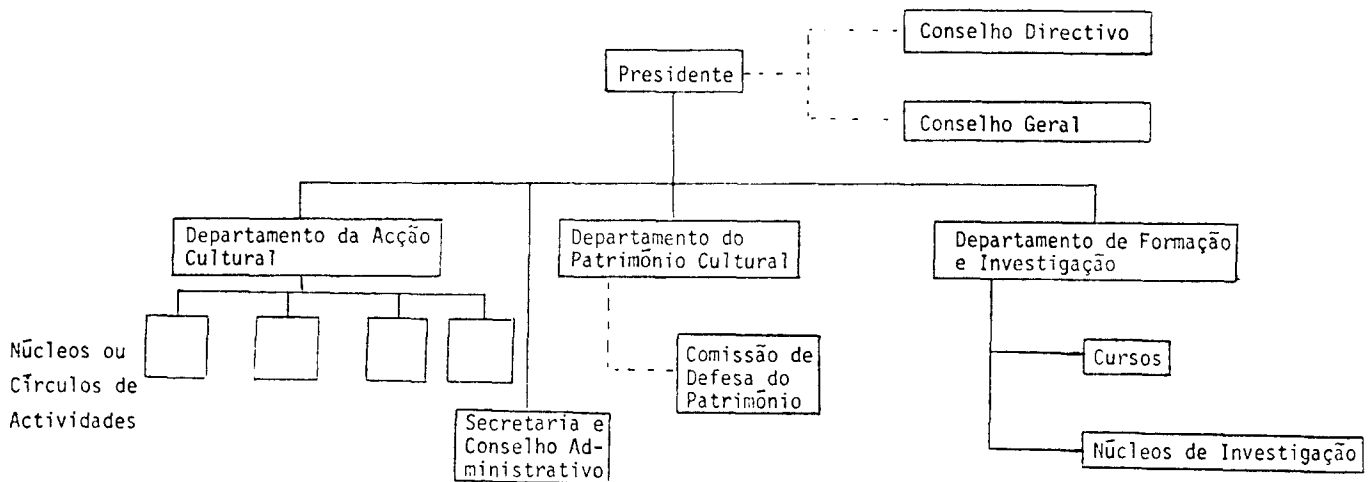 Conselho Directivo
Presidente
Conselho Geral
Departamento da Acção
Cultural
Departamento do
Património Cultural
Departamento de Formação
e Investigação
Núcleos ou
Círculos de
Actividades
Comissão de
Defesa do
Património
Cursos
Secretaria e
Conselho Ad-
ministrativo
Núcleos de Investigação